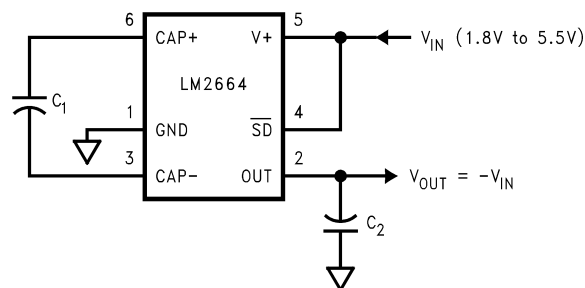 6 CAP+ V+ 5 V_IN (1.8V to 5.5V)
LM2664
C_1
1 GND S̅D̅ 4
3 CAP- OUT 2 V_OUT = -V_IN
C_2